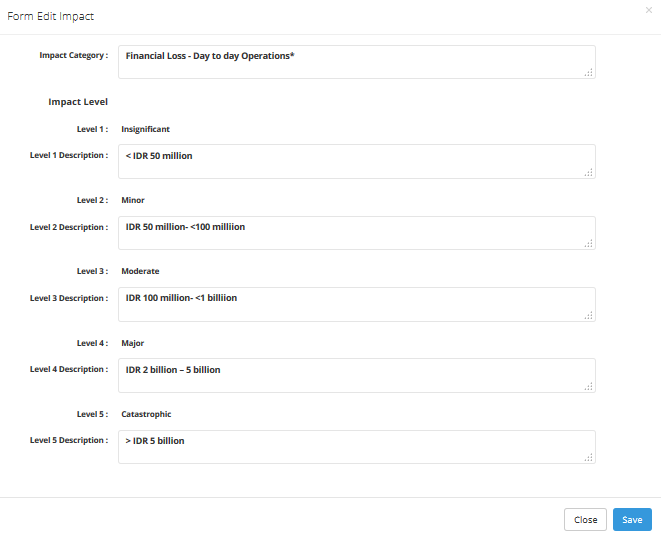 Form Edit Impact
×
Impact Category : Financial Loss - Day to day Operations*
Impact Level
Level 1 : Insignificant
Level 1 Description : < IDR 50 million
Level 2 : Minor
Level 2 Description : IDR 50 million- <100 milliion
Level 3 : Moderate
Level 3 Description : IDR 100 million- <1 billiion
Level 4 : Major
Level 4 Description : IDR 2 billion – 5 billion
Level 5 : Catastrophic
Level 5 Description : > IDR 5 billion
Close Save